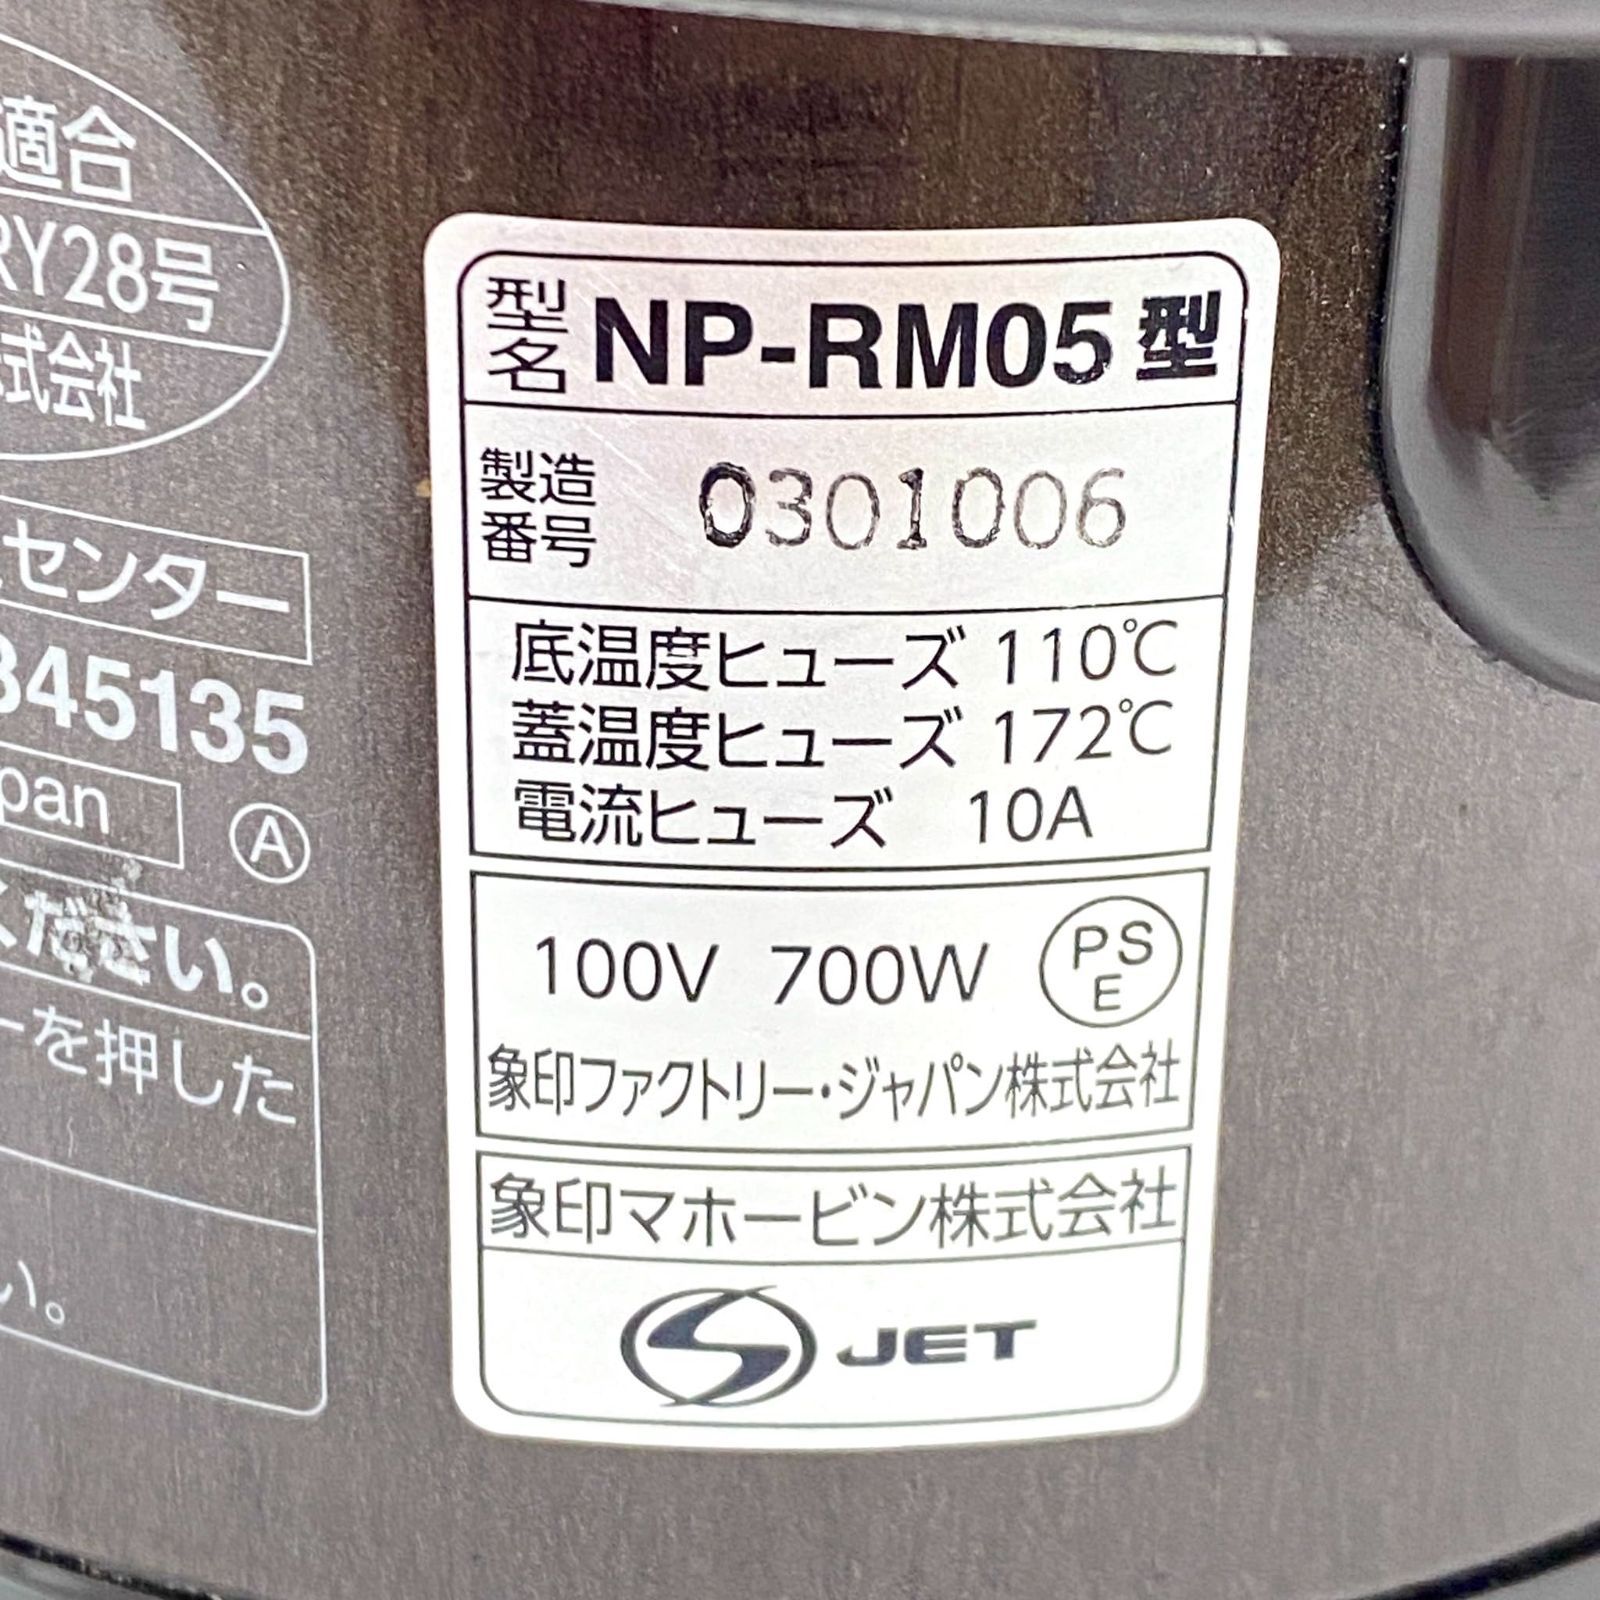 適合
RY28号
式会社
センター
345135
pan
A
ください。
ーを押した
い。
型名 NP-RM05型
製造番号 0301006
底温度ヒューズ 110℃
蓋温度ヒューズ 172℃
電流ヒューズ 10A
100V 700W PSE
象印ファクトリー・ジャパン株式会社
象印マホービン株式会社
S JET